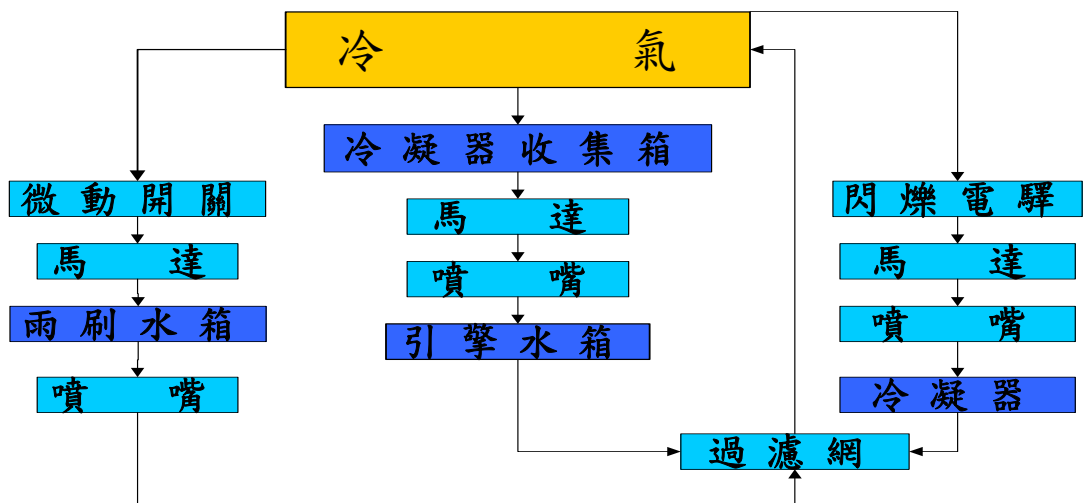 冷 氣
冷凝器收集箱
微動開關
馬達
雨刷水箱
噴嘴
馬達
噴嘴
引擎水箱
閃爍電驛
馬達
噴嘴
冷凝器
過濾網